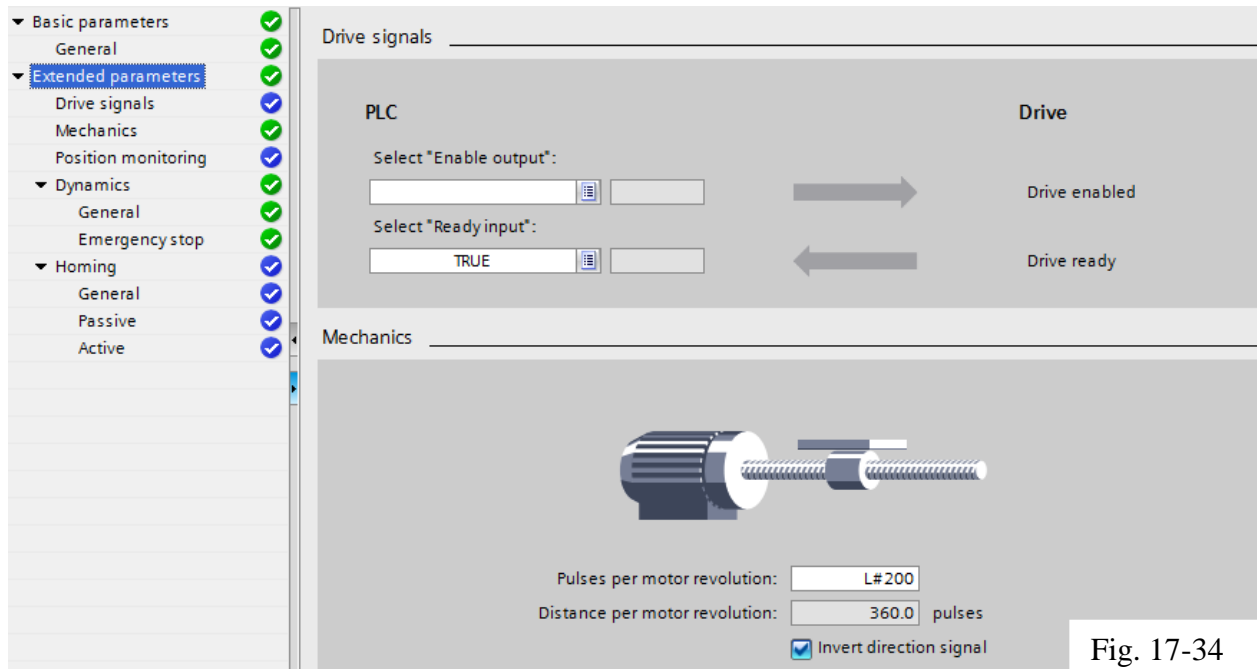 Basic parameters
General
Extended parameters
Drive signals
Mechanics
Position monitoring
Dynamics
General
Emergency stop
Homing
General
Passive
Active
Drive signals
PLC
Drive
Select "Enable output":
Drive enabled
Select "Ready input":
TRUE
Drive ready
Mechanics
Pulses per motor revolution: L#200
Distance per motor revolution: 360.0 pulses
Invert direction signal
Fig. 17-34